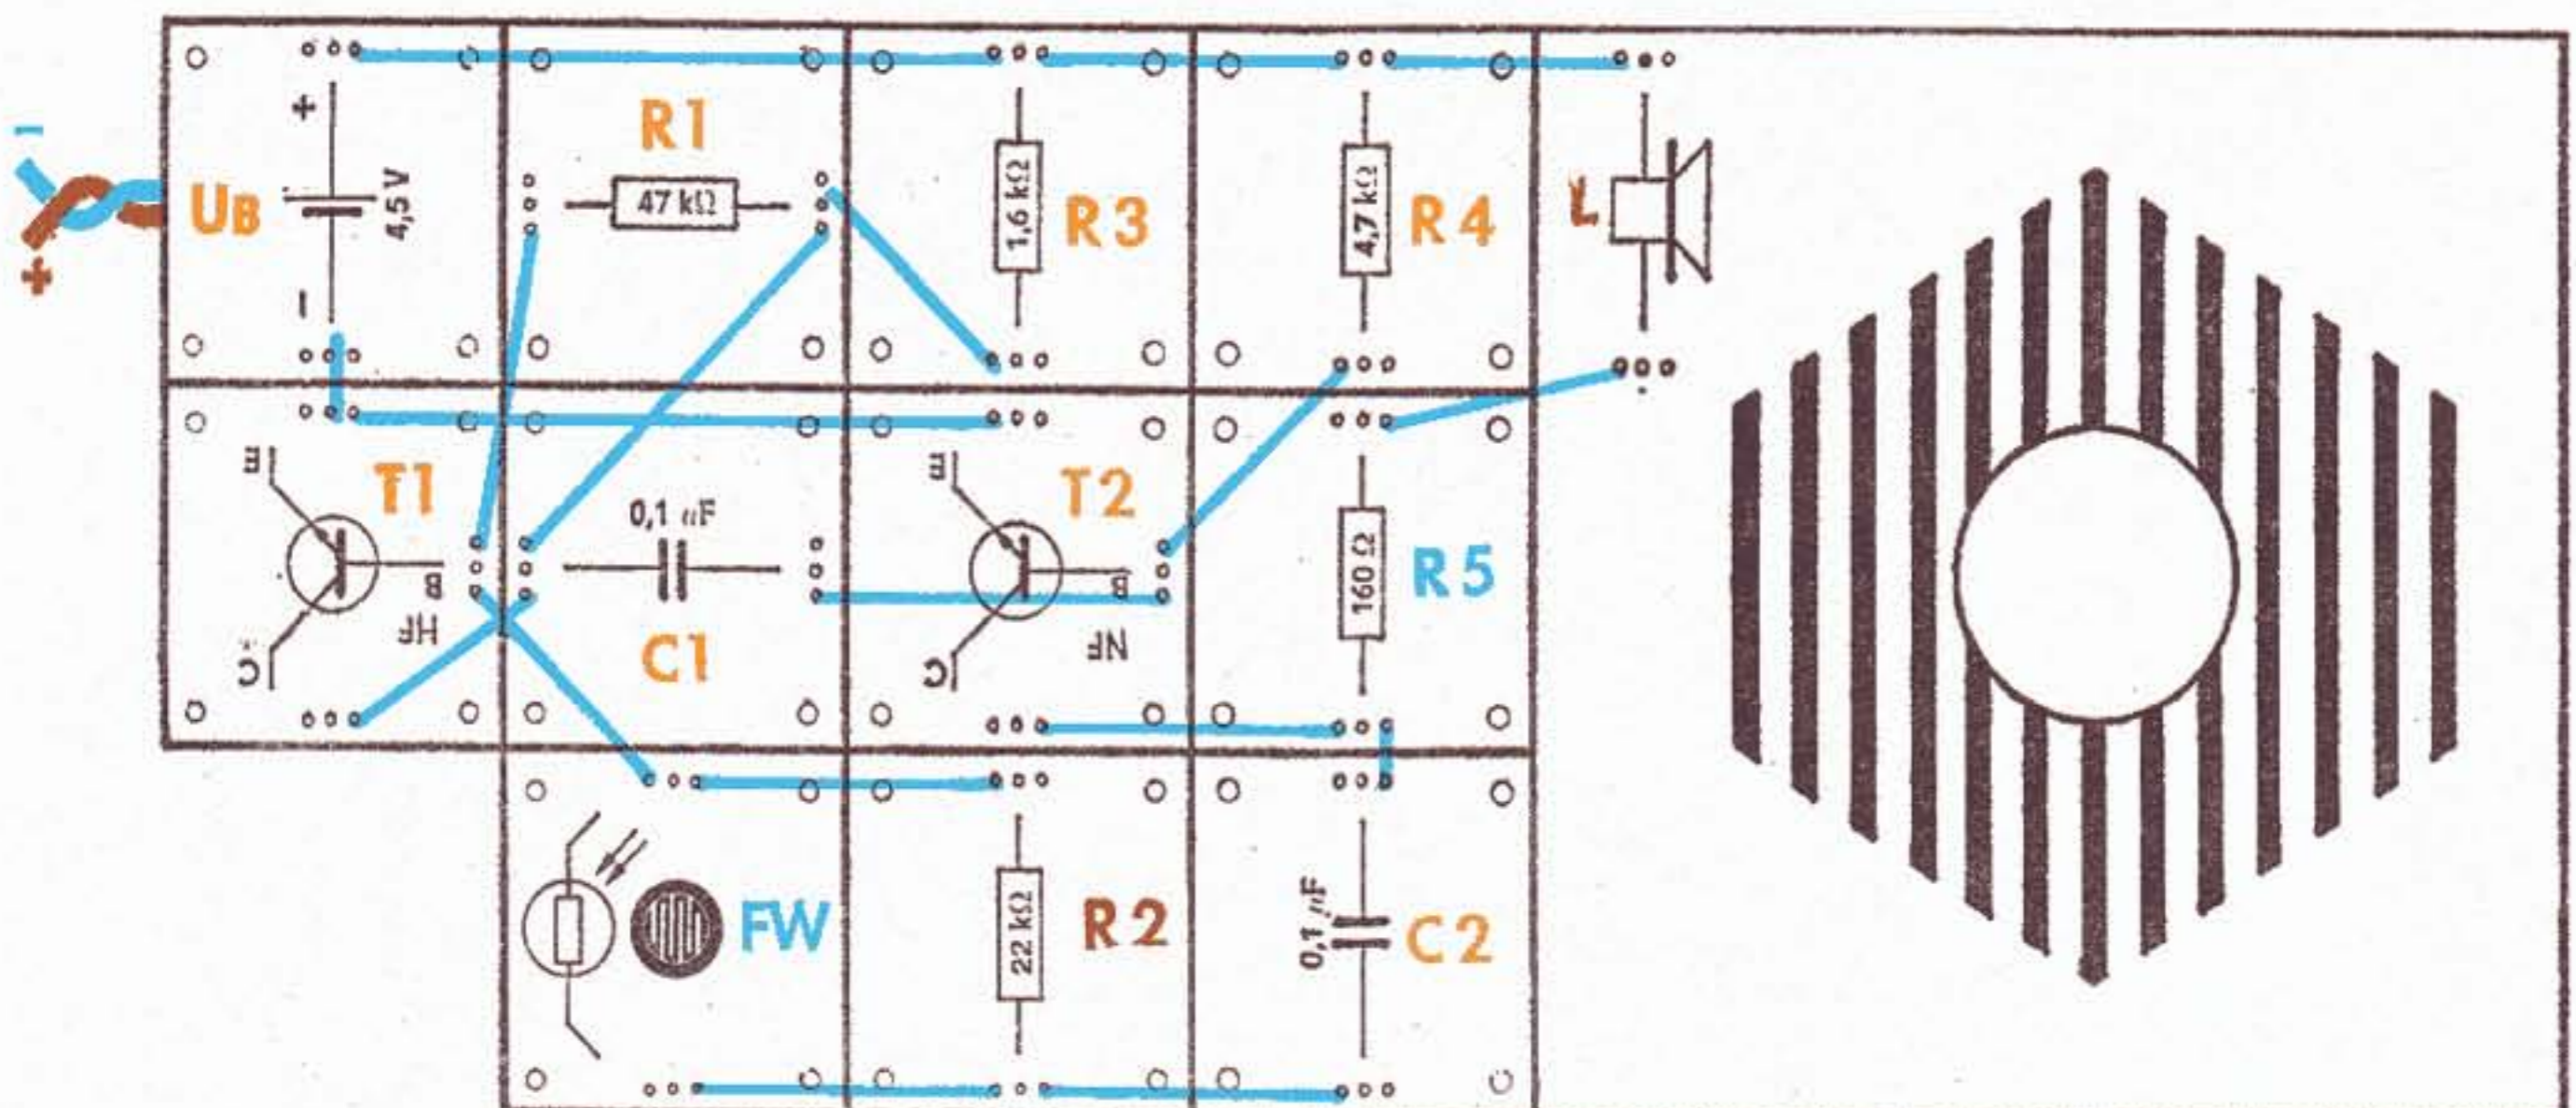 +
–
UB
4,5 V
–
+
R1
47 kΩ
1,6 kΩ
R3
4,7 kΩ
R4
L
E
T1
B
HF
C
0,1 µF
C1
E
T2
B
NF
C
160 Ω
R5
FW
22 kΩ
R2
0,1 µF
C2